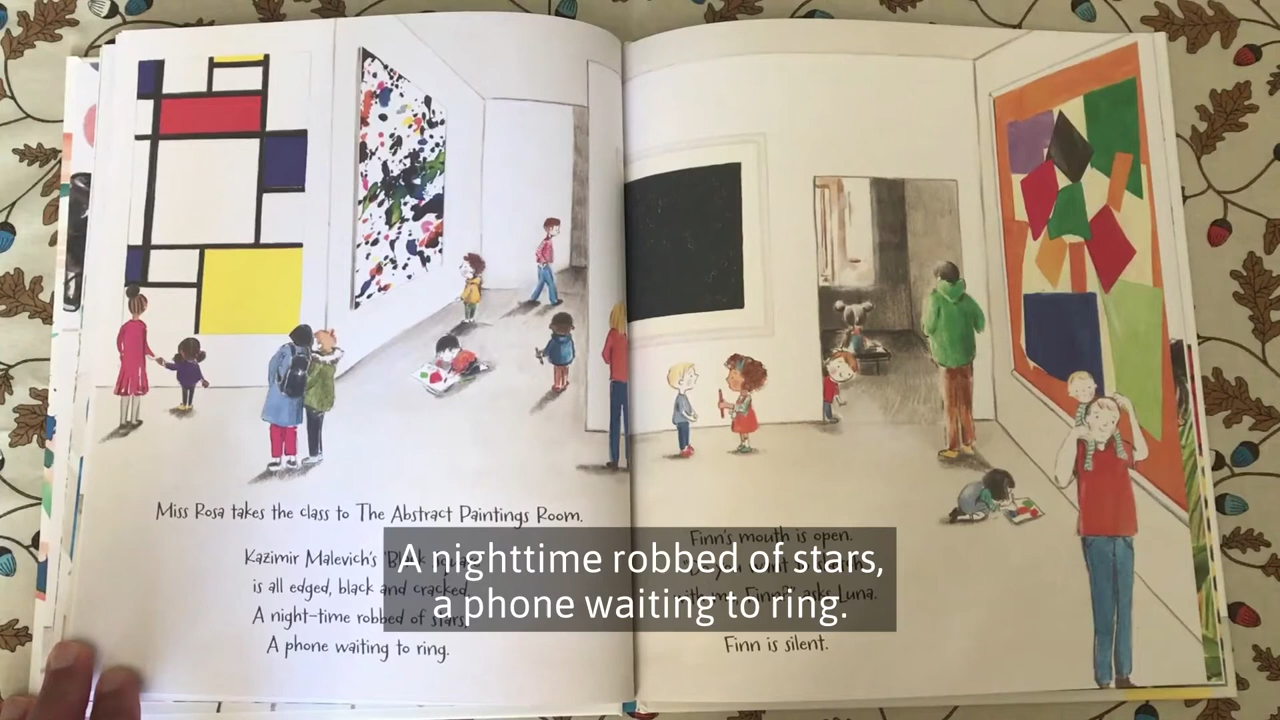 Miss Rosa takes the class to The Abstract Paintings Room.
Kazimir Malevich's
is all edged, black and cracked.
A night-time robbed of stars.
A phone waiting to ring.
Finn's mouth is open.
asks Luna.
Finn is silent.
A nighttime robbed of stars,
a phone waiting to ring.